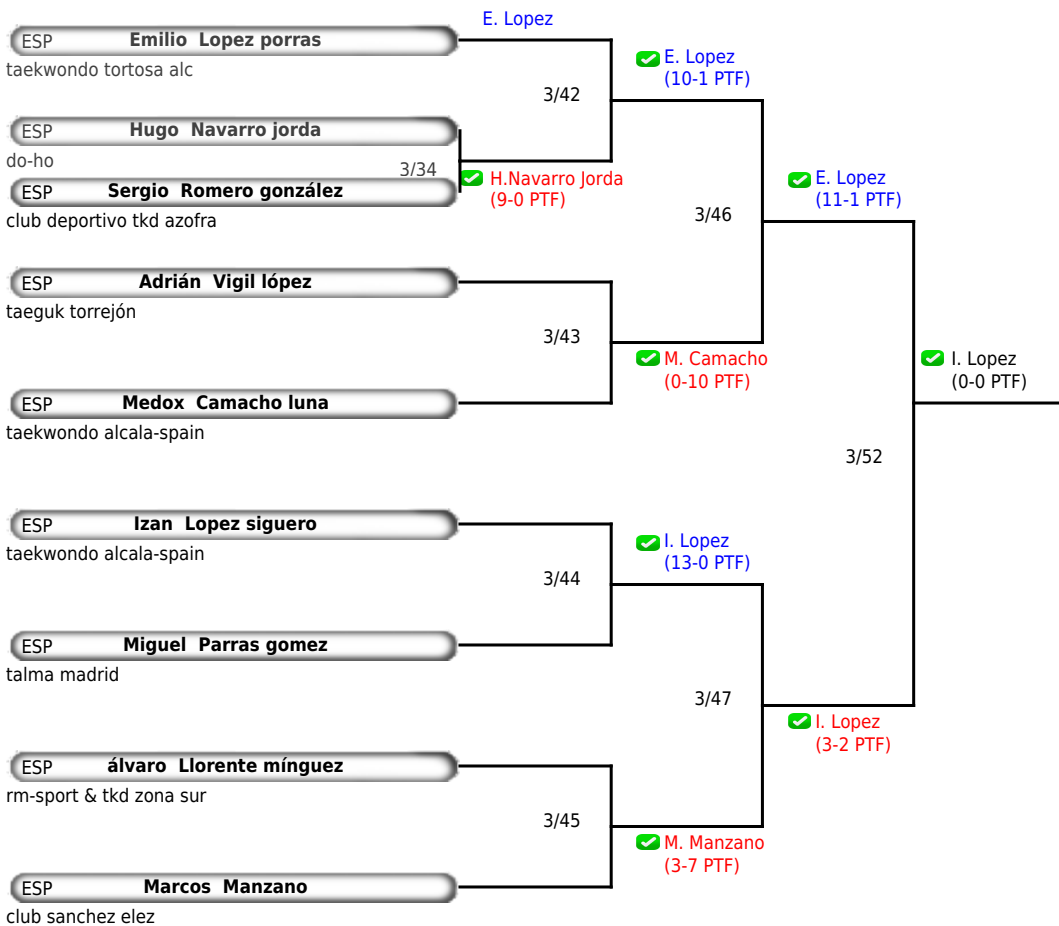 E. Lopez
ESP Emilio Lopez porras
taekwondo tortosa alc
E. Lopez
(10-1 PTF)
3/42
ESP Hugo Navarro jorda
do-ho
3/34
H.Navarro Jorda
(9-0 PTF)
ESP Sergio Romero gonzález
club deportivo tkd azofra
E. Lopez
(11-1 PTF)
3/46
ESP Adrián Vigil lópez
taeguk torrejón
3/43
M. Camacho
(0-10 PTF)
I. Lopez
(0-0 PTF)
ESP Medox Camacho luna
taekwondo alcala-spain
3/52
ESP Izan Lopez siguero
taekwondo alcala-spain
I. Lopez
(13-0 PTF)
3/44
ESP Miguel Parras gomez
talma madrid
3/47
I. Lopez
(3-2 PTF)
ESP álvaro Llorente mínguez
rm-sport & tkd zona sur
3/45
M. Manzano
(3-7 PTF)
ESP Marcos Manzano
club sanchez elez